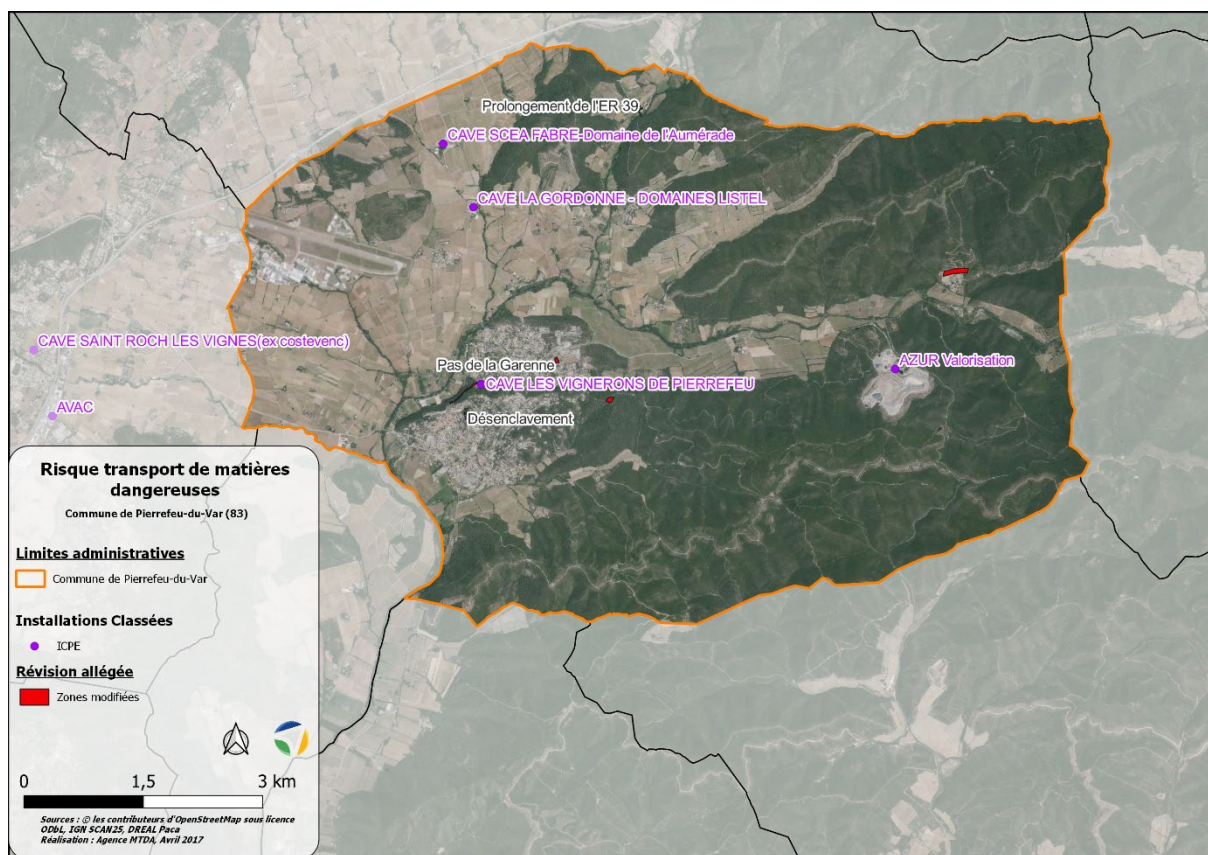 Prolongement de l'ER 39
CAVE SCEA FABRE-Domaine de l'Aumérade
CAVE LA GORDONNE - DOMAINES LISTEL
CAVE SAINT ROCH LES VIGNES(ex costevenc)
Pas de la Garenne
AZUR Valorisation
CAVE LES VIGNERONS DE PIERREFEU
AVAC
Désenclavement
Risque transport de matières
dangereuses
Commune de Pierrefeu-du-Var (83)
Limites administratives
Commune de Pierrefeu-du-Var
Installations Classées
ICPE
Révision allégée
Zones modifiées
0 1,5 3 km
Sources : © les contributeurs d'OpenStreetMap sous licence
ODbL, IGN SCAN25, DREAL Paca
Réalisation : Agence MTDA, Avril 2017